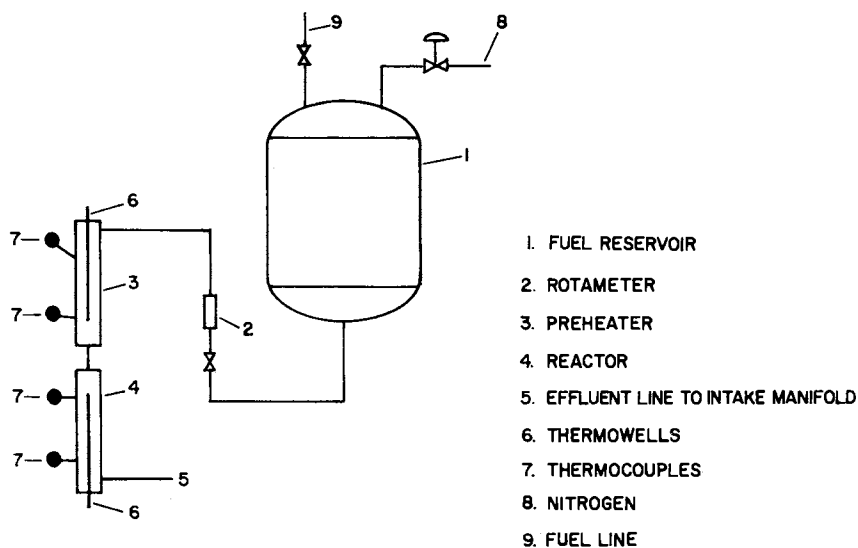 9
8
1
6
7
3
7
2
4
7
7
5
6
1. FUEL RESERVOIR
2. ROTAMETER
3. PREHEATER
4. REACTOR
5. EFFLUENT LINE TO INTAKE MANIFOLD
6. THERMOWELLS
7. THERMOCOUPLES
8. NITROGEN
9. FUEL LINE